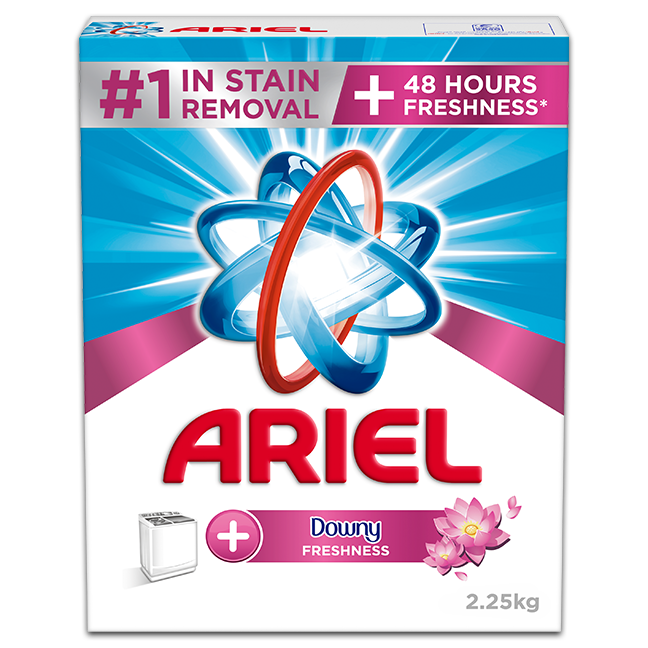 ARIEL
#1 IN STAIN
REMOVAL
+ 48 HOURS
FRESHNESS*
ARIEL
+ Downy
FRESHNESS
2.25kg